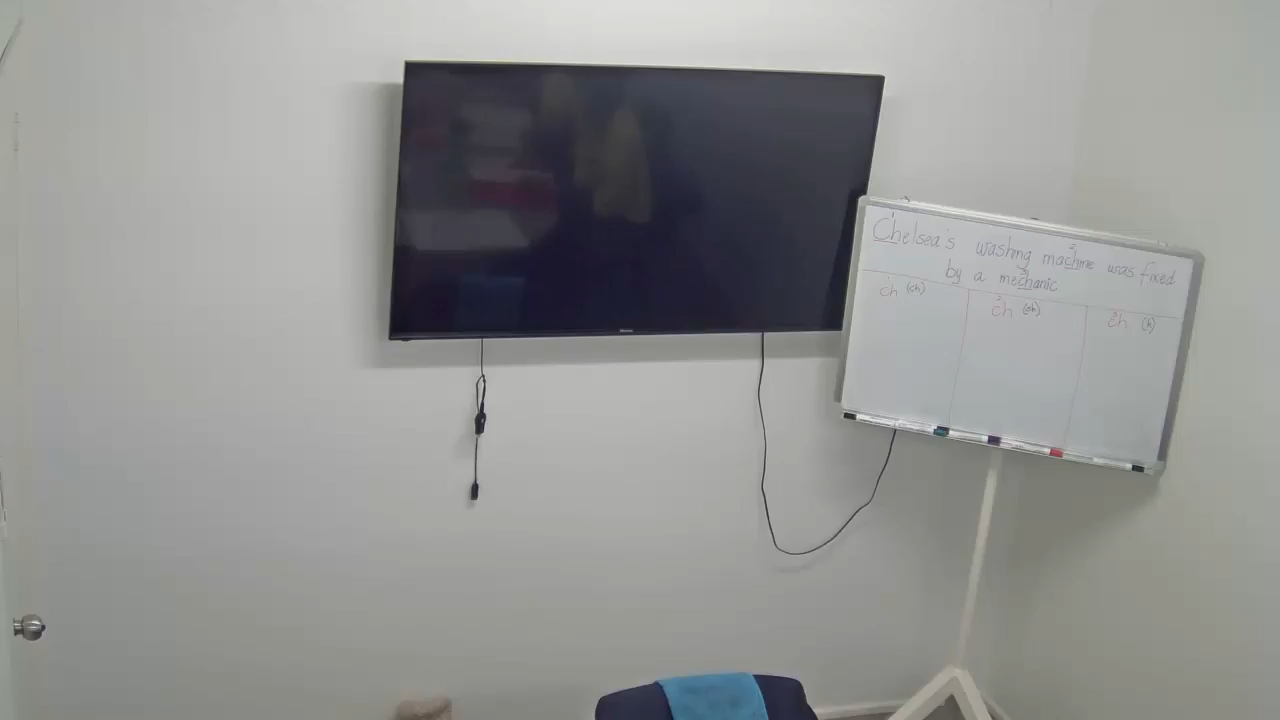 Chelsea's washing machine was fixed
by a mechanic
ch (ch)
ch (sh)
ch (k)